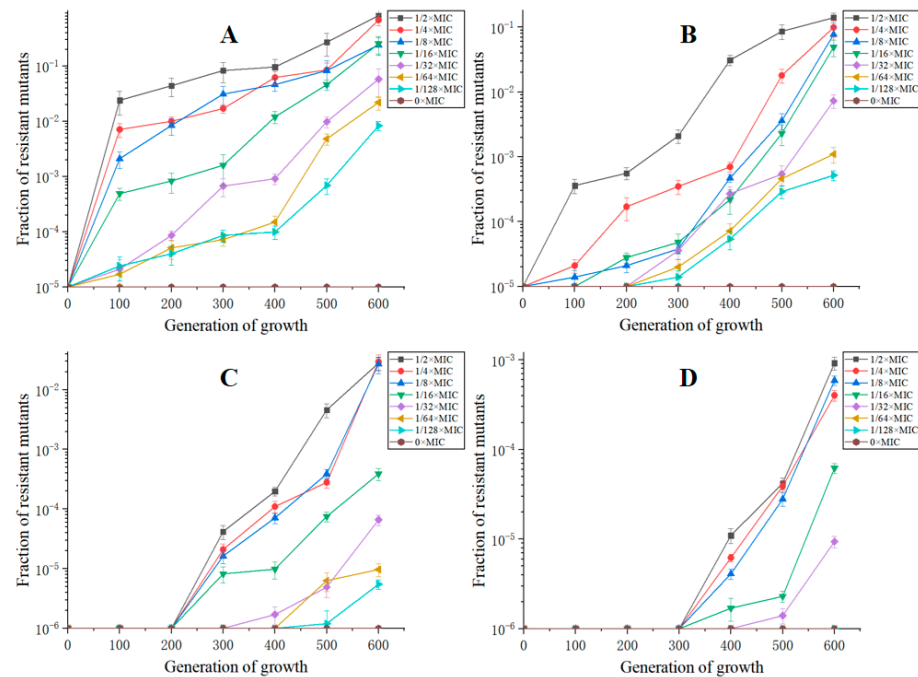 A
Fraction of resistant mutants
10⁻¹
10⁻²
10⁻³
10⁻⁴
10⁻⁵
0 100 200 300 400 500 600
Generation of growth
1/2×MIC
1/4×MIC
1/8×MIC
1/16×MIC
1/32×MIC
1/64×MIC
1/128×MIC
0×MIC
B
Fraction of resistant mutants
10⁻¹
10⁻²
10⁻³
10⁻⁴
10⁻⁵
0 100 200 300 400 500 600
Generation of growth
1/2×MIC
1/4×MIC
1/8×MIC
1/16×MIC
1/32×MIC
1/64×MIC
1/128×MIC
0×MIC
C
Fraction of resistant mutants
10⁻²
10⁻³
10⁻⁴
10⁻⁵
10⁻⁶
0 100 200 300 400 500 600
Generation of growth
1/2×MIC
1/4×MIC
1/8×MIC
1/16×MIC
1/32×MIC
1/64×MIC
1/128×MIC
0×MIC
D
Fraction of resistant mutants
10⁻³
10⁻⁴
10⁻⁵
10⁻⁶
0 100 200 300 400 500 600
Generation of growth
1/2×MIC
1/4×MIC
1/8×MIC
1/16×MIC
1/32×MIC
1/64×MIC
1/128×MIC
0×MIC